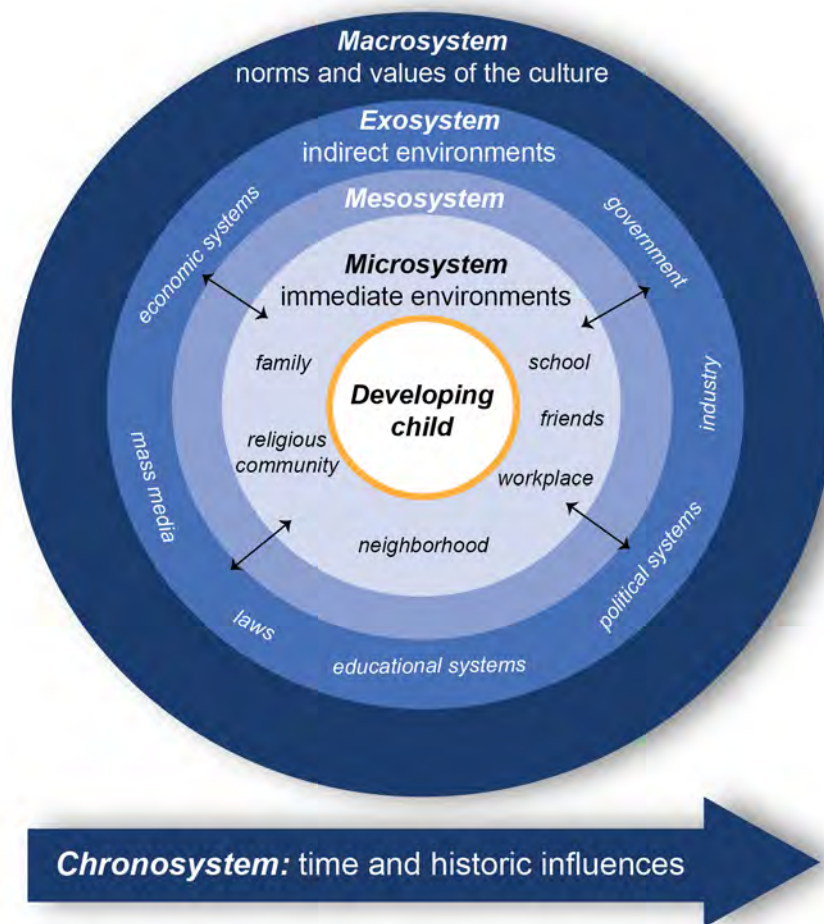 Macrosystem
norms and values of the culture
Exosystem
indirect environments
Mesosystem
economic systems
government
Microsystem
immediate environments
family
school
Developing
child
friends
industry
religious
community
mass media
workplace
neighborhood
political systems
laws
educational systems
Chronosystem: time and historic influences